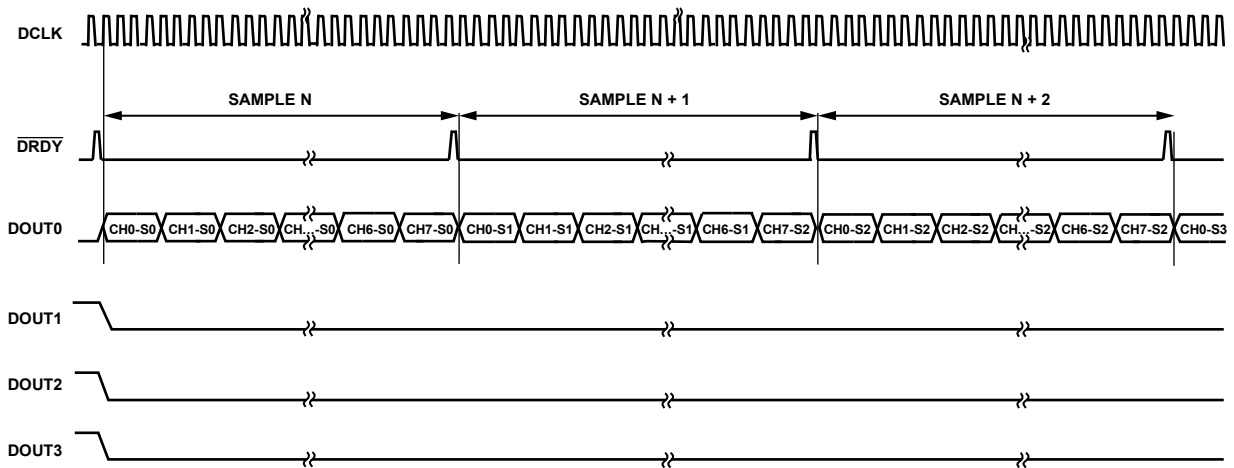 DCLK
SAMPLE N SAMPLE N + 1 SAMPLE N + 2
DRDY
DOUT0 CH0-S0 CH1-S0 CH2-S0 CH...-S0 CH6-S0 CH7-S0 CH0-S1 CH1-S1 CH2-S1 CH...-S1 CH6-S1 CH7-S2 CH0-S2 CH1-S2 CH2-S2 CH...-S2 CH6-S2 CH7-S2 CH0-S3
DOUT1
DOUT2
DOUT3